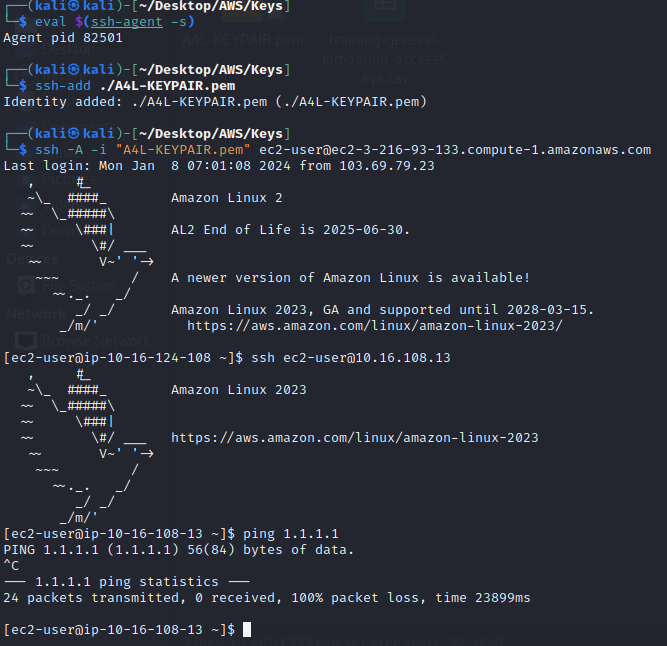 ┌──(kali㉿kali)-[~/Desktop/AWS/Keys]
└─$ eval $(ssh-agent -s)
Agent pid 82501
┌──(kali㉿kali)-[~/Desktop/AWS/Keys]
└─$ ssh-add ./A4L-KEYPAIR.pem
Identity added: ./A4L-KEYPAIR.pem (./A4L-KEYPAIR.pem)
┌──(kali㉿kali)-[~/Desktop/AWS/Keys]
└─$ ssh -A -i "A4L-KEYPAIR.pem" ec2-user@ec2-3-216-93-133.compute-1.amazonaws.com
Last login: Mon Jan  8 07:01:08 2024 from 103.69.79.23
   ,     #_
   ~\_  ####_        Amazon Linux 2
  ~~  \_#####\
  ~~     \###|       AL2 End of Life is 2025-06-30.
  ~~       \#/ ___
   ~~       V~' '->
    ~~~         /    A newer version of Amazon Linux is available!
      ~~._.   _/
         _/ _/       Amazon Linux 2023, GA and supported until 2028-03-15.
       _/m/'           https://aws.amazon.com/linux/amazon-linux-2023/
[ec2-user@ip-10-16-124-108 ~]$ ssh ec2-user@10.16.108.13
   ,     #_
   ~\_  ####_        Amazon Linux 2023
  ~~  \_#####\
  ~~     \###|
  ~~       \#/ ___   https://aws.amazon.com/linux/amazon-linux-2023
   ~~       V~' '->
    ~~~         /
      ~~._.   _/
         _/ _/
       _/m/'
[ec2-user@ip-10-16-108-13 ~]$ ping 1.1.1.1
PING 1.1.1.1 (1.1.1.1) 56(84) bytes of data.
^C
--- 1.1.1.1 ping statistics ---
24 packets transmitted, 0 received, 100% packet loss, time 23899ms
[ec2-user@ip-10-16-108-13 ~]$